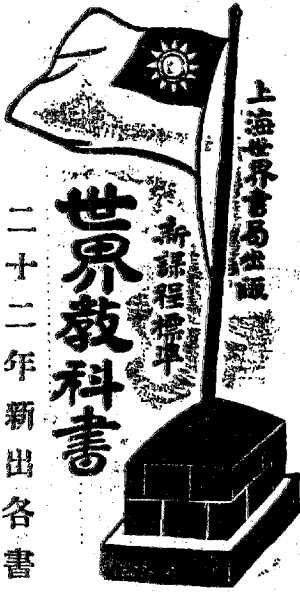 上海世界書局出版
新課程標準
世界教科書
二十二年新出各書